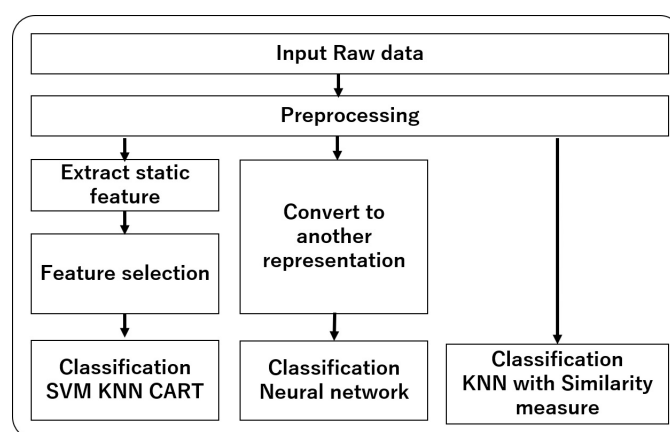 Input Raw data
Preprocessing
Extract static
feature
Feature selection
Classification
SVM KNN CART
Convert to
another
representation
Classification
Neural network
Classification
KNN with Similarity
measure